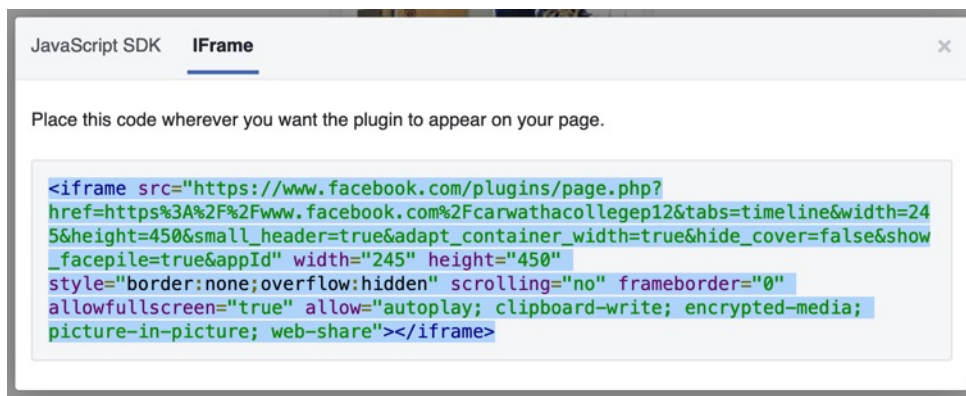 JavaScript SDK IFrame ×
Place this code wherever you want the plugin to appear on your page.
<iframe src="https://www.facebook.com/plugins/page.php?
href=https%3A%2F%2Fwww.facebook.com%2Fcarwathacollegep12&tabs=timeline&width=24
5&height=450&small_header=true&adapt_container_width=true&hide_cover=false&show
_facepile=true&appId" width="245" height="450"
style="border:none;overflow:hidden" scrolling="no" frameborder="0"
allowfullscreen="true" allow="autoplay; clipboard-write; encrypted-media;
picture-in-picture; web-share"></iframe>